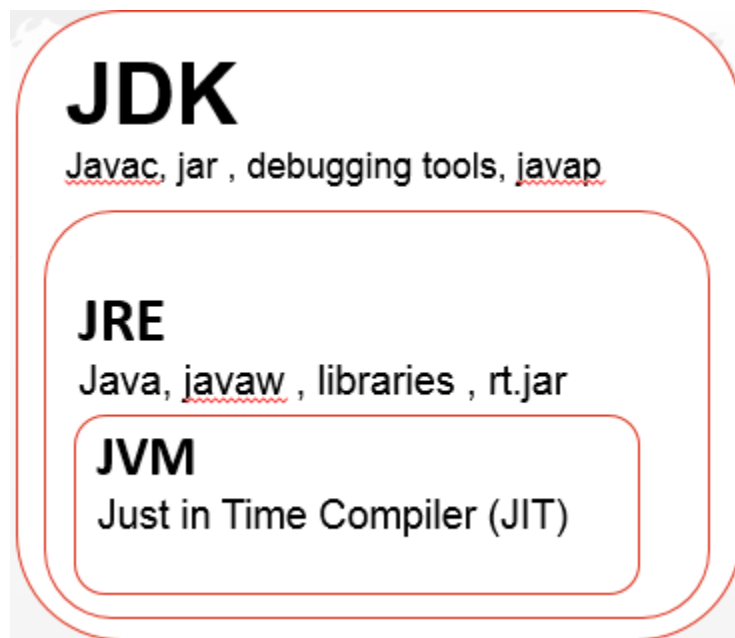 JDK
Javac, jar , debugging tools, javap
JRE
Java, javaw , libraries , rt.jar
JVM
Just in Time Compiler (JIT)